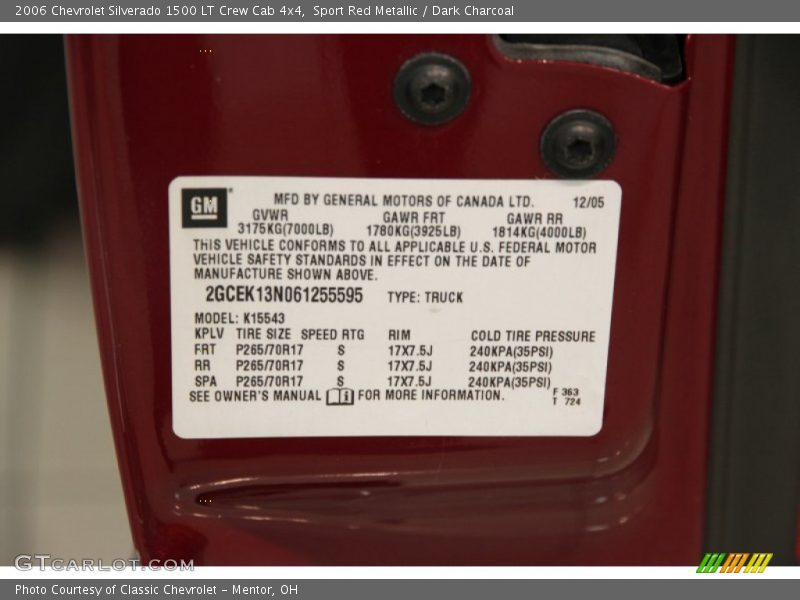 2006 Chevrolet Silverado 1500 LT Crew Cab 4x4, Sport Red Metallic / Dark Charcoal
GM MFD BY GENERAL MOTORS OF CANADA LTD. 12/05
GVWR GAWR FRT GAWR RR
3175KG(7000LB) 1780KG(3925LB) 1814KG(4000LB)
THIS VEHICLE CONFORMS TO ALL APPLICABLE U.S. FEDERAL MOTOR
VEHICLE SAFETY STANDARDS IN EFFECT ON THE DATE OF
MANUFACTURE SHOWN ABOVE.
2GCEK13N061255595 TYPE: TRUCK
MODEL: K15543
KPLV TIRE SIZE SPEED RTG RIM COLD TIRE PRESSURE
FRT P265/70R17 S 17X7.5J 240KPA(35PSI)
RR P265/70R17 S 17X7.5J 240KPA(35PSI)
SPA P265/70R17 S 17X7.5J 240KPA(35PSI)
SEE OWNER'S MANUAL i FOR MORE INFORMATION.
F 363
T 724
GTCARLOT.COM
Photo Courtesy of Classic Chevrolet - Mentor, OH